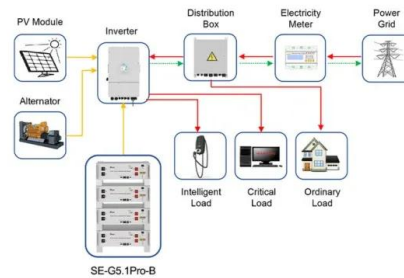 PV Module
Inverter
Distribution
Box
Electricity
Meter
Power
Grid
Alternator
Intelligent
Load
Critical
Load
Ordinary
Load
SE-G5.1Pro-B